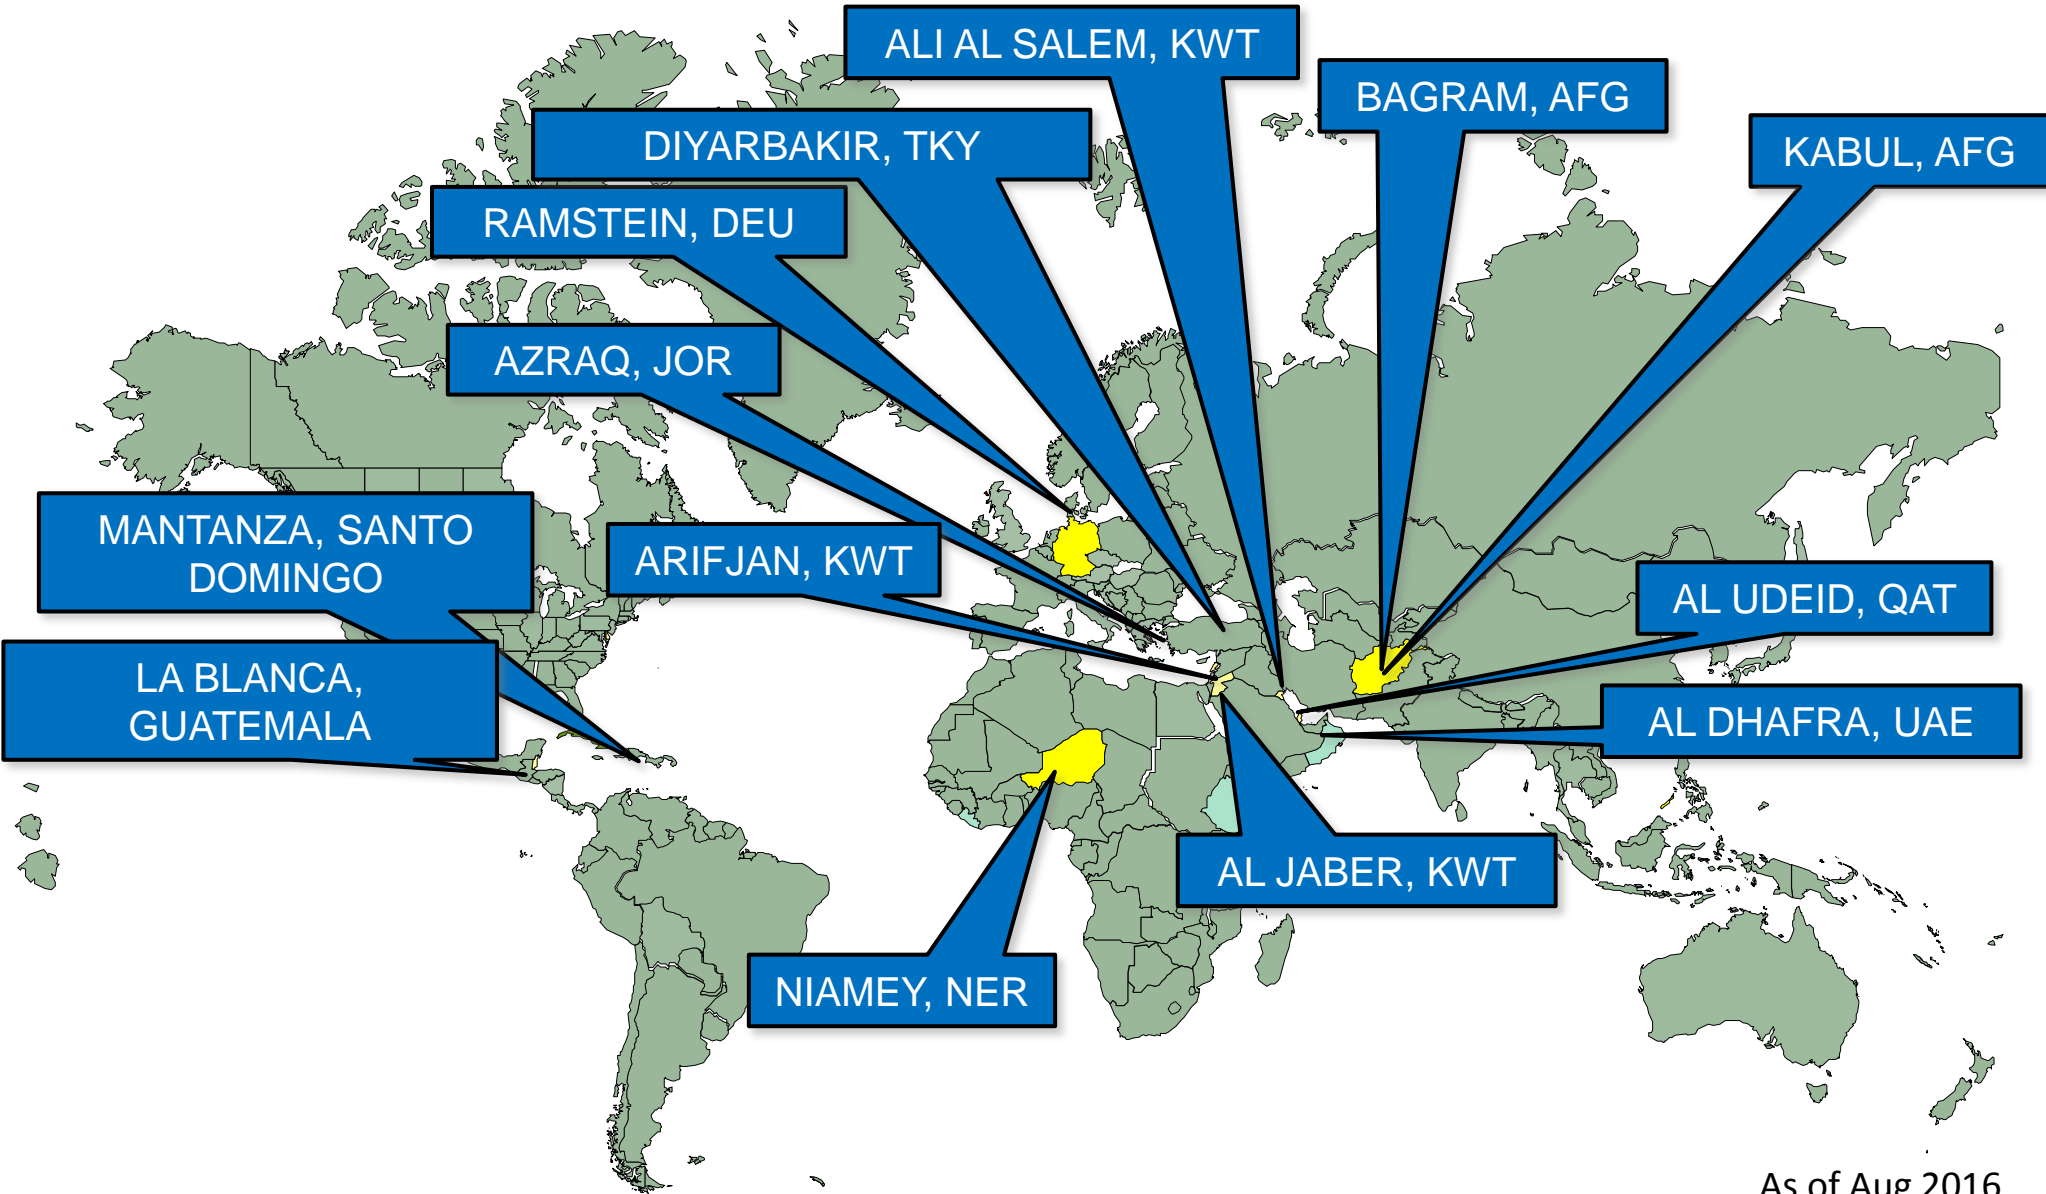 ALI AL SALEM, KWT
BAGRAM, AFG
DIYARBAKIR, TKY
KABUL, AFG
RAMSTEIN, DEU
AZRAQ, JOR
MANTANZA, SANTO
DOMINGO
ARIFJAN, KWT
AL UDEID, QAT
LA BLANCA,
GUATEMALA
AL DHAFRA, UAE
AL JABER, KWT
NIAMEY, NER
As of Aug 2016